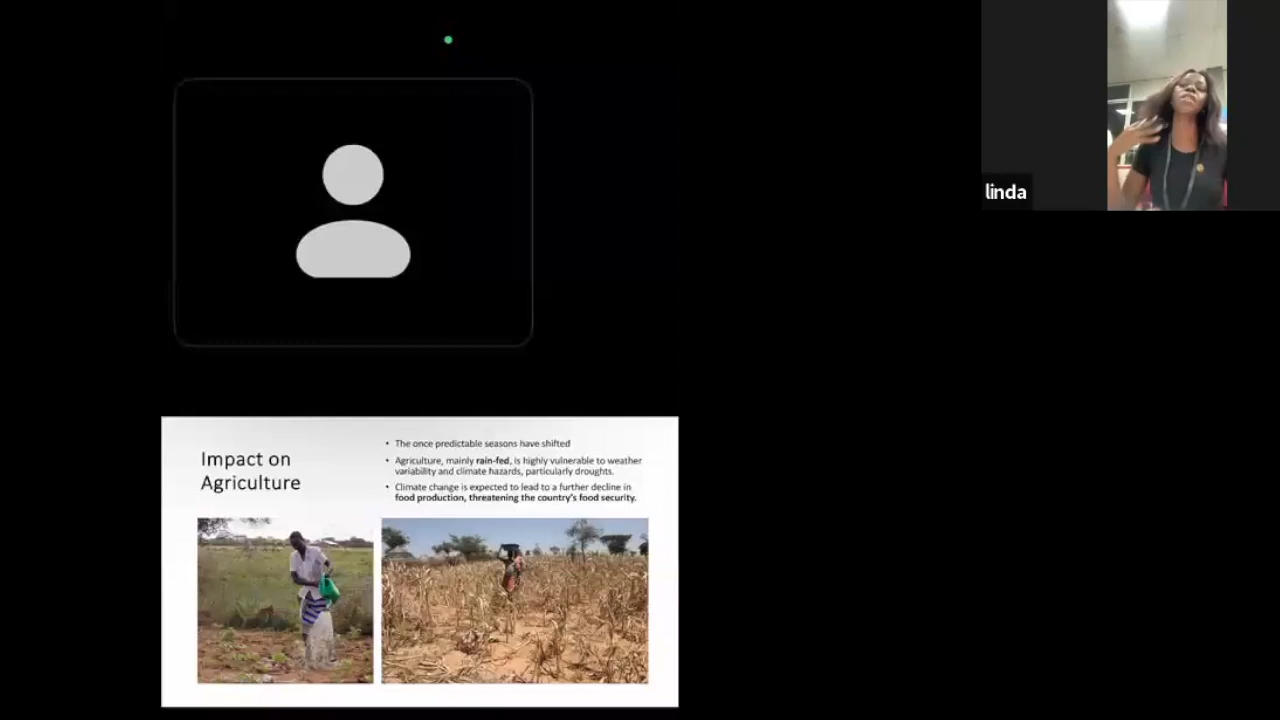 linda
Impact on
Agriculture
• The once predictable seasons have shifted
• Agriculture, mainly rain-fed, is highly vulnerable to weather
variability and climate hazards, particularly droughts.
• Climate change is expected to lead to a further decline in
food production, threatening the country's food security.